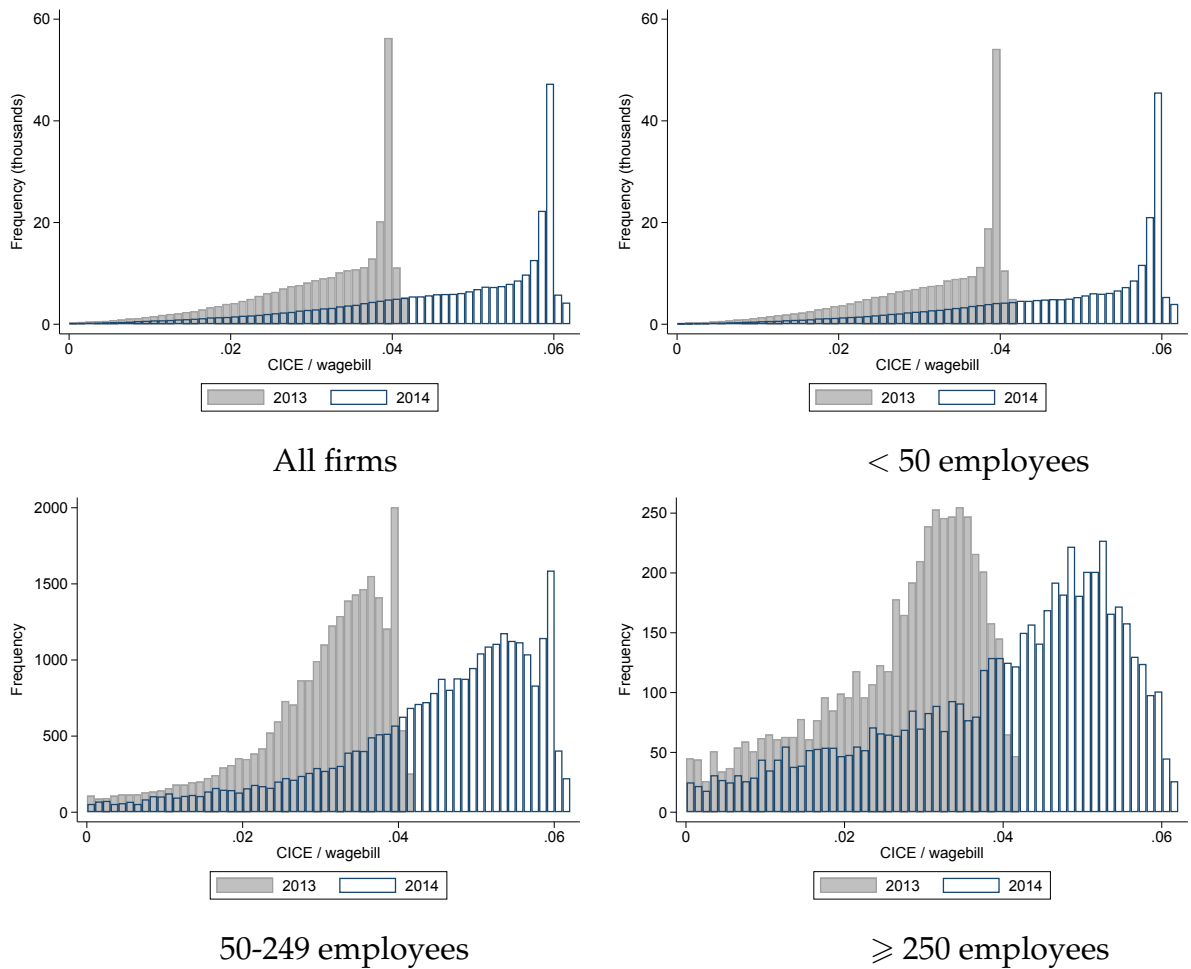 60
40
20
0
Frequency (thousands)
0 .02 .04 .06
CICE / wagebill
2013 2014
All firms
60
40
20
0
Frequency (thousands)
0 .02 .04 .06
CICE / wagebill
2013 2014
< 50 employees
2000
1500
1000
500
0
Frequency
0 .02 .04 .06
CICE / wagebill
2013 2014
50-249 employees
250
200
150
100
50
0
Frequency
0 .02 .04 .06
CICE / wagebill
2013 2014
⩾ 250 employees